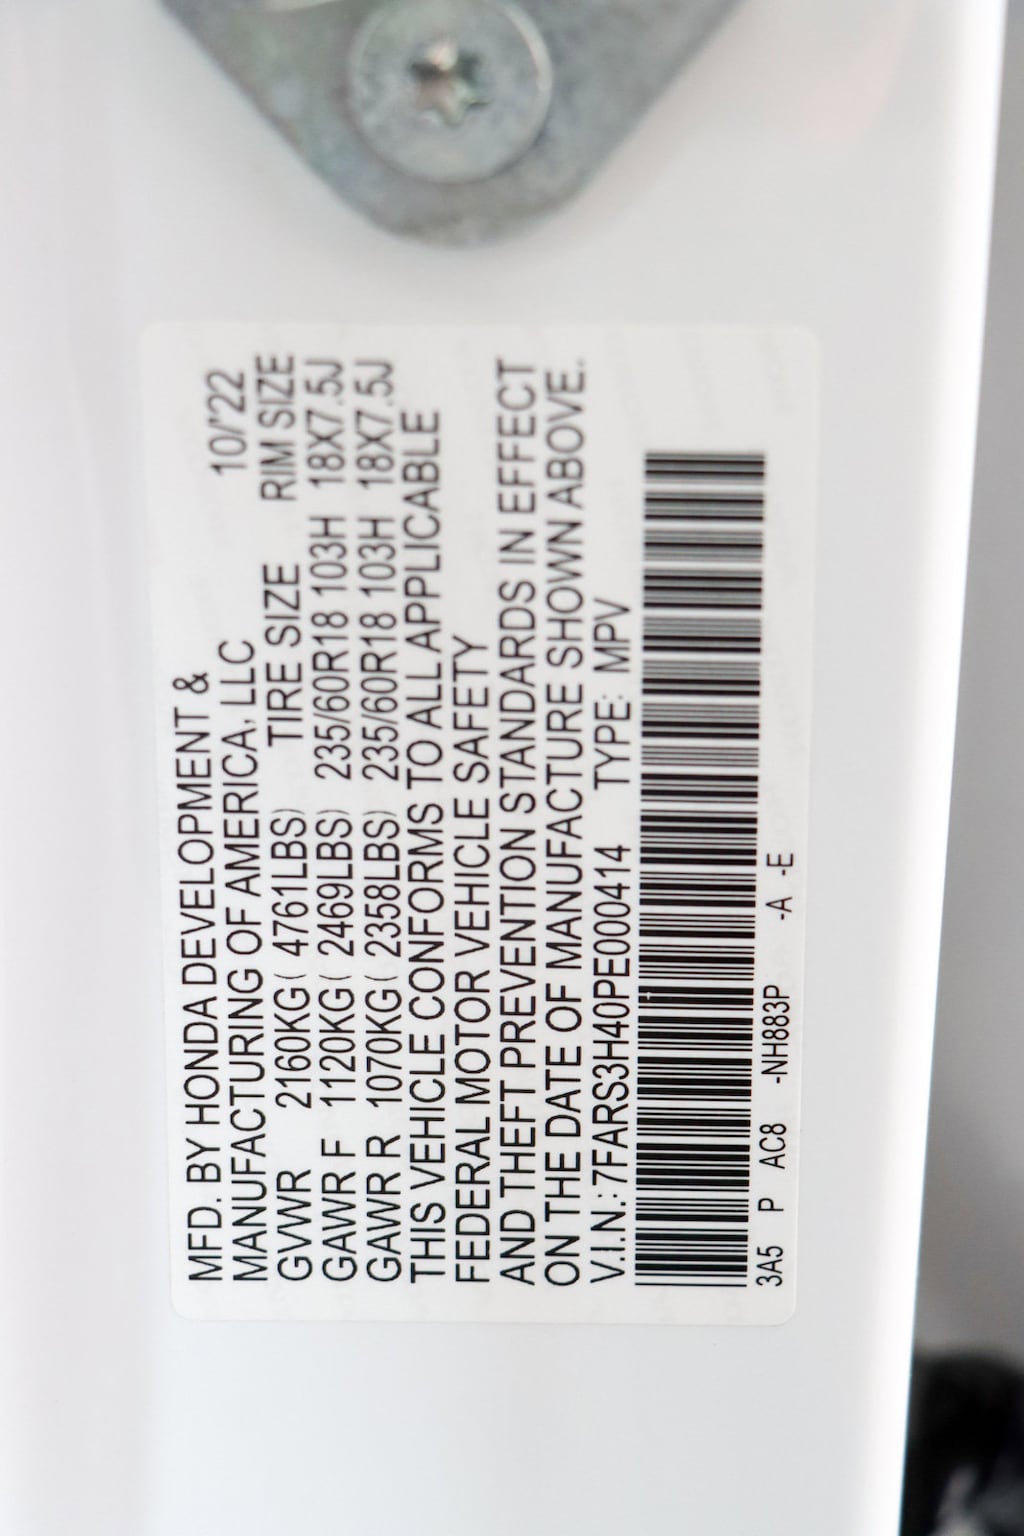 MFD. BY HONDA DEVELOPMENT &
MANUFACTURING OF AMERICA, LLC 10/'22
GVWR 2160KG( 4761LBS) TIRE SIZE RIM SIZE
GAWR F 1120KG( 2469LBS) 235/60R18 103H 18X7.5J
GAWR R 1070KG( 2358LBS) 235/60R18 103H 18X7.5J
THIS VEHICLE CONFORMS TO ALL APPLICABLE
FEDERAL MOTOR VEHICLE SAFETY
AND THEFT PREVENTION STANDARDS IN EFFECT
ON THE DATE OF MANUFACTURE SHOWN ABOVE.
V.I.N.: 7FARS3H40PE000414 TYPE: MPV
3A5 P AC8 -NH883P -A -E